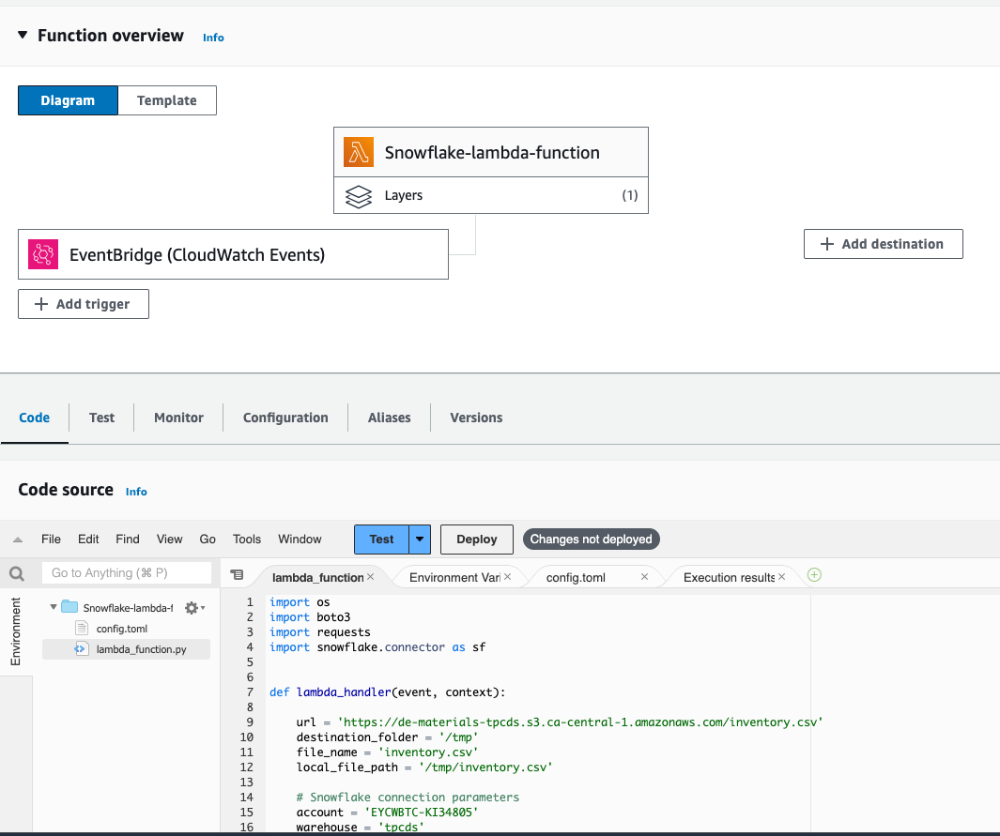 Function overview Info
Diagram Template
Snowflake-lambda-function
Layers (1)
EventBridge (CloudWatch Events)
+ Add destination
+ Add trigger
Code Test Monitor Configuration Aliases Versions
Code source Info
File Edit Find View Go Tools Window Test Deploy Changes not deployed
Go to Anything (⌘ P) lambda_function × Environment Vari × config.toml × Execution results ×
Environment
Snowflake-lambda-f
config.toml
lambda_function.py
1 import os
2 import boto3
3 import requests
4 import snowflake.connector as sf
5
6
7 def lambda_handler(event, context):
8
9 url = 'https://de-materials-tpcds.s3.ca-central-1.amazonaws.com/inventory.csv'
10 destination_folder = '/tmp'
11 file_name = 'inventory.csv'
12 local_file_path = '/tmp/inventory.csv'
13
14 # Snowflake connection parameters
15 account = 'EYCWBTC-KI34805'
16 warehouse = 'tpcds'